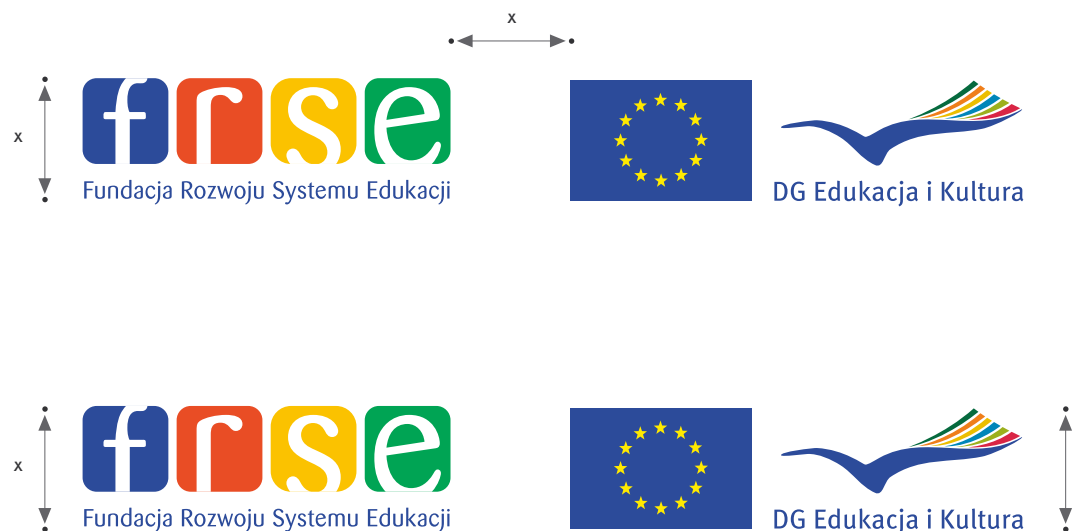 x
x
frse
Fundacja Rozwoju Systemu Edukacji
DG Edukacja i Kultura
x
frse
Fundacja Rozwoju Systemu Edukacji
DG Edukacja i Kultura